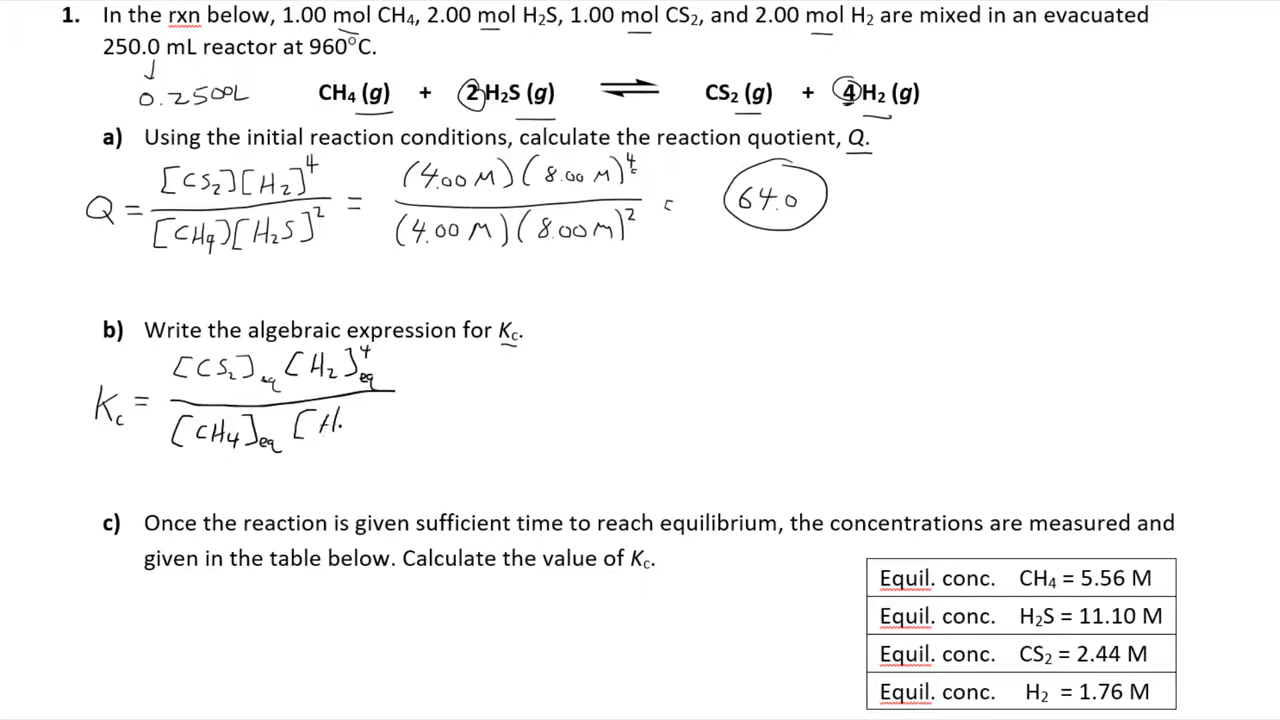 1. In the rxn below, 1.00 mol CH₄, 2.00 mol H₂S, 1.00 mol CS₂, and 2.00 mol H₂ are mixed in an evacuated
250.0 mL reactor at 960°C.
0.2500L
CH₄ (g) + 2H₂S (g) ⇌ CS₂ (g) + 4H₂ (g)
a) Using the initial reaction conditions, calculate the reaction quotient, Q.
Q = [CS₂][H₂]⁴ / [CH₄][H₂S]² = (4.00 M)(8.00 M)⁴ / (4.00 M)(8.00 M)² = 64.0
b) Write the algebraic expression for Kc.
Kc = [CS₂]eq [H₂]⁴eq / [CH₄]eq [H
c) Once the reaction is given sufficient time to reach equilibrium, the concentrations are measured and
given in the table below. Calculate the value of Kc.
Equil. conc. CH₄ = 5.56 M
Equil. conc. H₂S = 11.10 M
Equil. conc. CS₂ = 2.44 M
Equil. conc. H₂ = 1.76 M